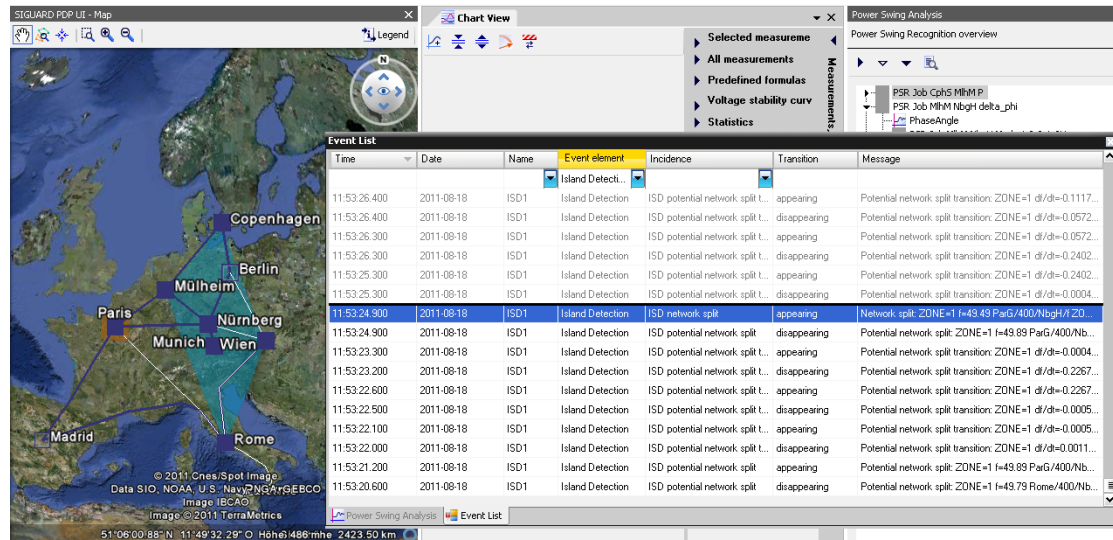 SIGUARD PDP UI - Map
Legend
N
Copenhagen
Berlin
Mülheim
Paris
Nürnberg
Munich
Wien
Madrid
Rome
© 2011 Cnes/Spot Image
Data SIO, NOAA, U.S. Navy, NGA, GEBCO
Image IBCAO
Image © 2011 TerraMetrics
Chart View
Selected measureme
All measurements
Predefined formulas
Voltage stability curv
Statistics
Measurements,
Power Swing Analysis
Power Swing Recognition overview
PSR Job CphS MlhM P
PSR Job MlhM NbgH delta_phi
PhaseAngle
Event List
Time Date Name Event element Incidence Transition Message
Island Detecti...
11:53:26.400 2011-08-18 ISD1 Island Detection ISD potential network split t... appearing Potential network split transition: ZONE=1 df/dt=-0.1117...
11:53:26.400 2011-08-18 ISD1 Island Detection ISD potential network split t... disappearing Potential network split transition: ZONE=1 df/dt=-0.0572...
11:53:26.300 2011-08-18 ISD1 Island Detection ISD potential network split t... appearing Potential network split transition: ZONE=1 df/dt=-0.0572...
11:53:26.300 2011-08-18 ISD1 Island Detection ISD potential network split t... disappearing Potential network split transition: ZONE=1 df/dt=-0.2402...
11:53:25.300 2011-08-18 ISD1 Island Detection ISD potential network split t... appearing Potential network split transition: ZONE=1 df/dt=-0.2402...
11:53:25.300 2011-08-18 ISD1 Island Detection ISD potential network split t... disappearing Potential network split transition: ZONE=1 df/dt=-0.0004...
11:53:24.900 2011-08-18 ISD1 Island Detection ISD network split appearing Network split: ZONE=1 f=49.49 ParG/400/NbgH/f ZO...
11:53:24.900 2011-08-18 ISD1 Island Detection ISD potential network split disappearing Potential network split: ZONE=1 f=49.89 ParG/400/Nb...
11:53:23.300 2011-08-18 ISD1 Island Detection ISD potential network split t... appearing Potential network split transition: ZONE=1 df/dt=-0.0004...
11:53:23.200 2011-08-18 ISD1 Island Detection ISD potential network split t... disappearing Potential network split transition: ZONE=1 df/dt=-0.2267...
11:53:22.600 2011-08-18 ISD1 Island Detection ISD potential network split t... appearing Potential network split transition: ZONE=1 df/dt=-0.2267...
11:53:22.500 2011-08-18 ISD1 Island Detection ISD potential network split t... disappearing Potential network split transition: ZONE=1 df/dt=-0.0005...
11:53:22.100 2011-08-18 ISD1 Island Detection ISD potential network split t... appearing Potential network split transition: ZONE=1 df/dt=-0.0005...
11:53:22.000 2011-08-18 ISD1 Island Detection ISD potential network split t... disappearing Potential network split transition: ZONE=1 df/dt=0.0011...
11:53:21.200 2011-08-18 ISD1 Island Detection ISD potential network split appearing Potential network split: ZONE=1 f=49.89 ParG/400/Nb...
11:53:20.600 2011-08-18 ISD1 Island Detection ISD potential network split disappearing Potential network split: ZONE=1 f=49.79 Rome/400/Nb...
Power Swing Analysis Event List
51°06'00.88" N 11°49'32.29" O 2423.50 km